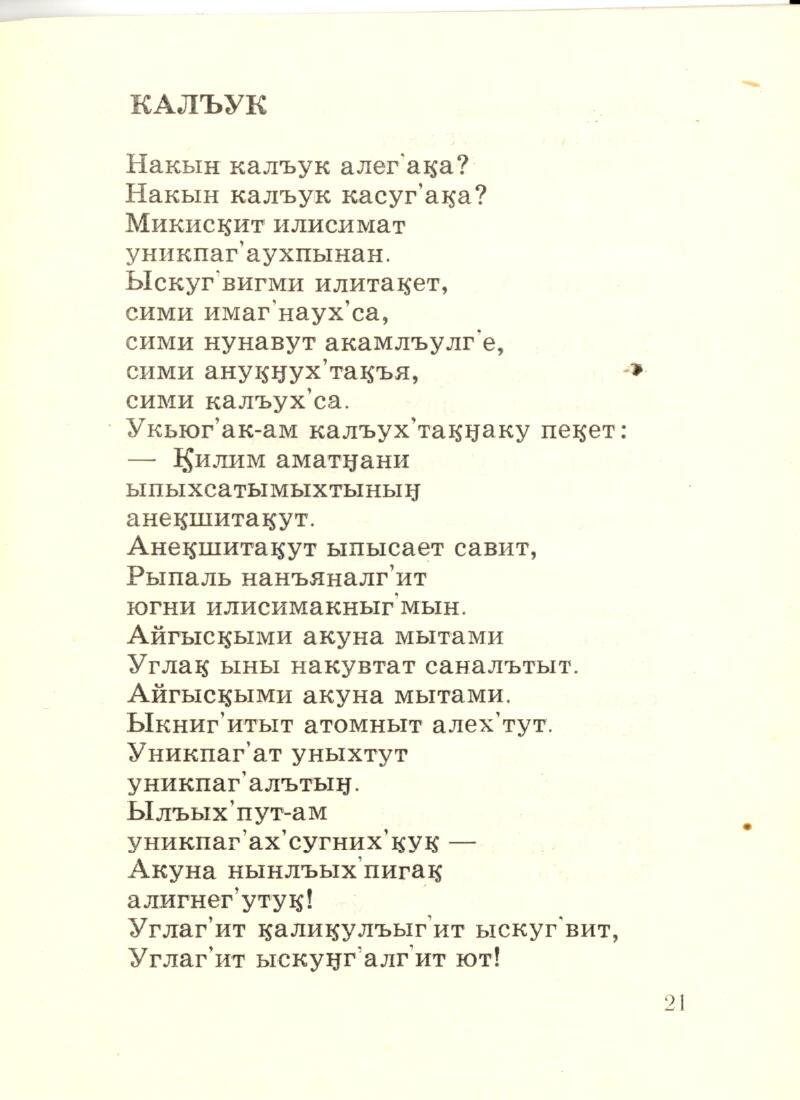 КАЛЪУК
Накын калъук алег'аӄа?
Накын калъук касуг'аӄа?
Микисӄит илисимат
уникпаг'аухпынан.
Ыскуг'вигми илитаӄет,
сими имаг'наух'са,
сими нунавут акамлъулг'е,
симиануӄӈух'таӄъя,
сими калъух'са.
Укьюг'ак-ам калъух'таӄӈаку пеӄет:
— Ӄилим аматӈани
ыпыхсатымыхтыныӈ
анеӄшитаӄут.
Анеӄшитаӄут ыпысает савит,
Рыпаль нанъяналг'ит
югни илисимакныг'мын.
Айгысӄыми акуна мытами
Углаӄ ыны накувтат саналътыт.
Айгысӄыми акуна мытами.
Ыкниг'итыт атомныт алех'тут.
Уникпаг'ат уныхтут
уникпаг'алътыӈ.
Ылъых'пут-ам
уникпаг'ах'сугних'ӄуӄ —
Акуна нынлъых'пигаӄ
алигнег'утуӄ!
Углаг'ит ӄалиӄулъыг'ит ыскуг'вит,
Углаг'ит ыскуӈг'алг'ит ют!
21